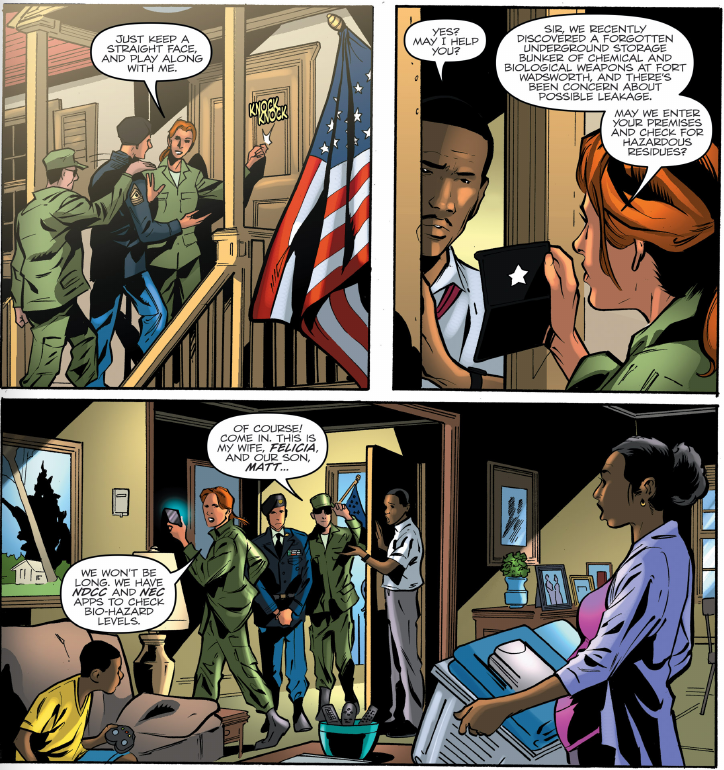 JUST KEEP A
STRAIGHT FACE,
AND PLAY ALONG
WITH ME.
KNOCK
KNOCK
YES?
MAY I HELP
YOU?
SIR, WE RECENTLY
DISCOVERED A FORGOTTEN
UNDERGROUND STORAGE
BUNKER OF CHEMICAL AND
BIOLOGICAL WEAPONS AT FORT
WADSWORTH, AND THERE'S
BEEN CONCERN ABOUT
POSSIBLE LEAKAGE.
MAY WE ENTER
YOUR PREMISES
AND CHECK FOR
HAZARDOUS
RESIDUES?
OF COURSE!
COME IN. THIS IS
MY WIFE, FELICIA,
AND OUR SON,
MATT...
WE WON'T BE
LONG. WE HAVE
NDCC AND NEC
APPS TO CHECK
BIO-HAZARD
LEVELS.